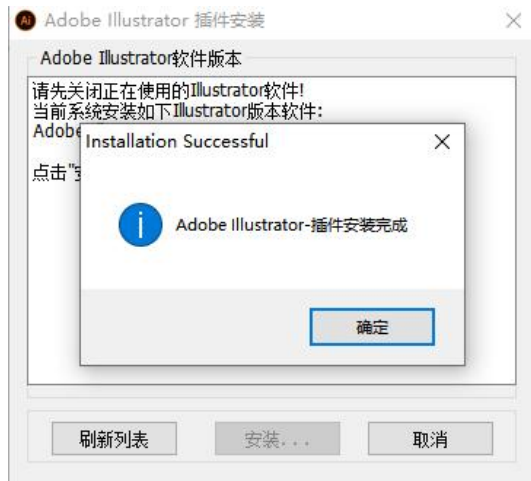 Adobe Illustrator 插件安装
Adobe Illustrator软件版本
请先关闭正在使用的Illustrator软件!
当前系统安装如下Illustrator版本软件:
Adobe
Installation Successful
点击"
Adobe Illustrator-插件安装完成
确定
刷新列表
安装...
取消